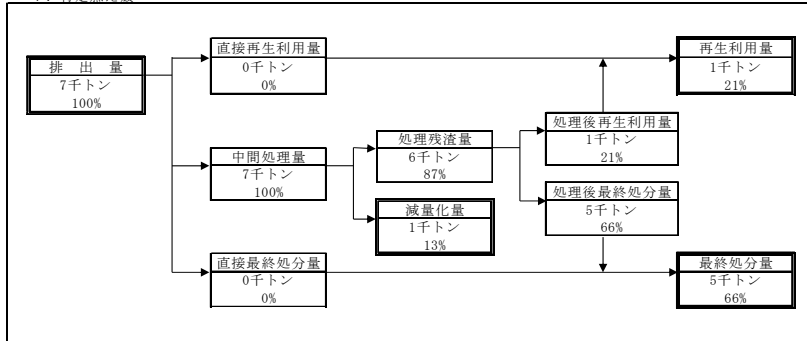 直接再生利用量
0千トン
0%
再生利用量
1千トン
21%
排 出 量
7千トン
100%
処理後再生利用量
1千トン
21%
処理残渣量
6千トン
87%
中間処理量
7千トン
100%
処理後最終処分量
5千トン
66%
減量化量
1千トン
13%
直接最終処分量
0千トン
0%
最終処分量
5千トン
66%